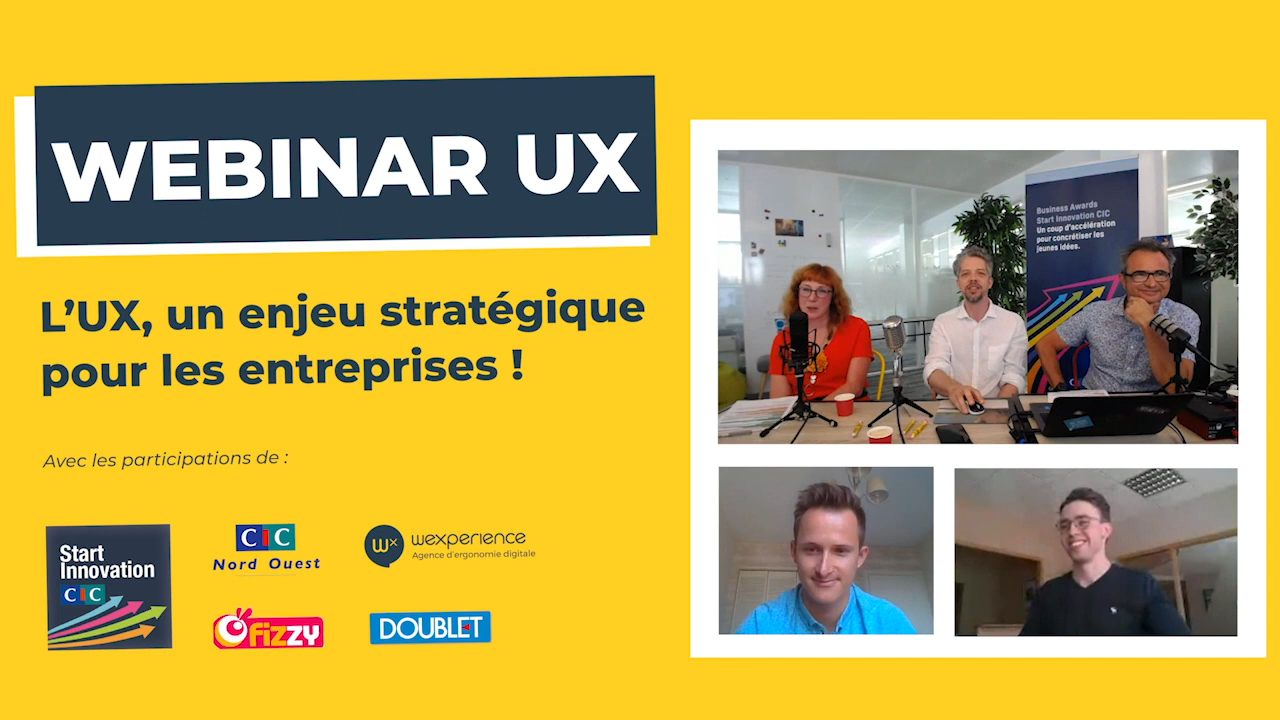 WEBINAR UX
L’UX, un enjeu stratégique
pour les entreprises !
Avec les participations de :
Start
Innovation
CIC
CIC
Nord Ouest
wx
wexperience
Agence d'ergonomie digitale
fizzy
DOUBLET
Business Awards
Start Innovation CIC
Un coup d'accélération
pour concrétiser les
jeunes idées.